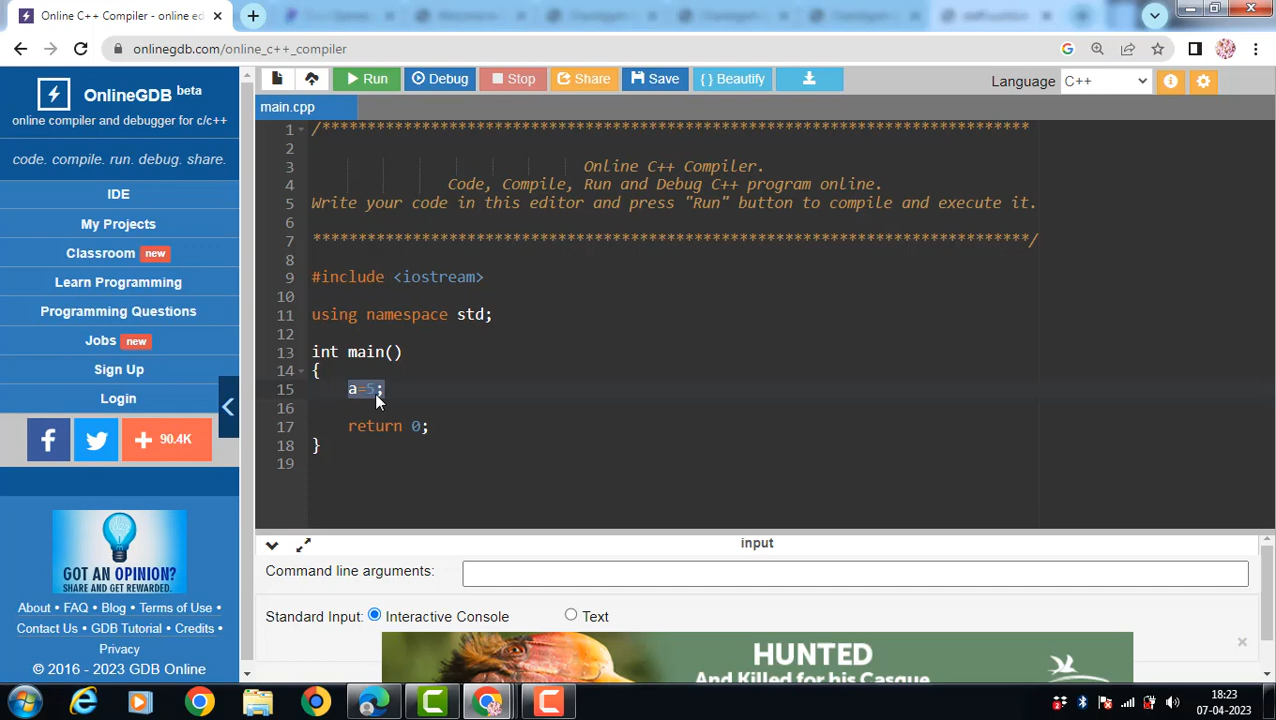 Online C++ Compiler - online ed
onlinegdb.com/online_c++_compiler
OnlineGDB beta
online compiler and debugger for c/c++
code. compile. run. debug. share.
IDE
My Projects
Classroom new
Learn Programming
Programming Questions
Jobs new
Sign Up
Login
90.4K
GOT AN OPINION?
SHARE AND GET REWARDED.
About • FAQ • Blog • Terms of Use •
Contact Us • GDB Tutorial • Credits •
Privacy
© 2016 - 2023 GDB Online
Run
Debug
Stop
Share
Save
{ } Beautify
Language C++
main.cpp
1 /******************************************************************************
2
3 Online C++ Compiler.
4 Code, Compile, Run and Debug C++ program online.
5 Write your code in this editor and press "Run" button to compile and execute it.
6
7 *******************************************************************************/
8
9 #include <iostream>
10
11 using namespace std;
12
13 int main()
14 {
15 a=5;
16
17 return 0;
18 }
19
input
Command line arguments:
Standard Input: Interactive Console Text
HUNTED
And Killed for his Casque
18:23
07-04-2023